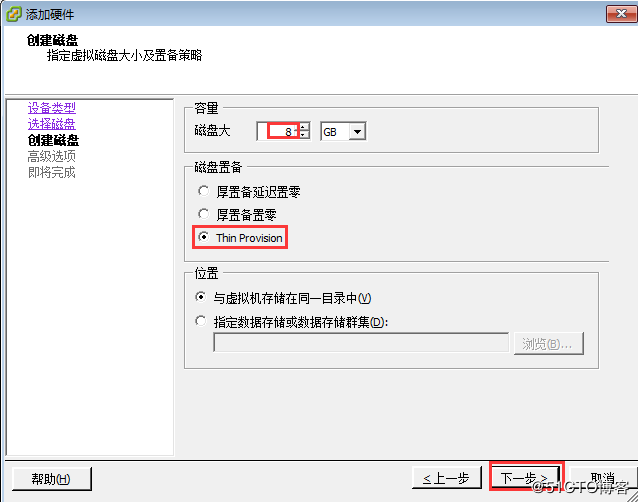 添加硬件
创建磁盘
指定虚拟磁盘大小及置备策略
设备类型
选择磁盘
创建磁盘
高级选项
即将完成
容量
磁盘大 8 GB
磁盘置备
厚置备延迟置零
厚置备置零
Thin Provision
位置
与虚拟机存储在同一目录中(V)
指定数据存储或数据存储群集(D):
浏览(B)...
帮助(H) <上一步 下一步> 取消
@51CTO博客